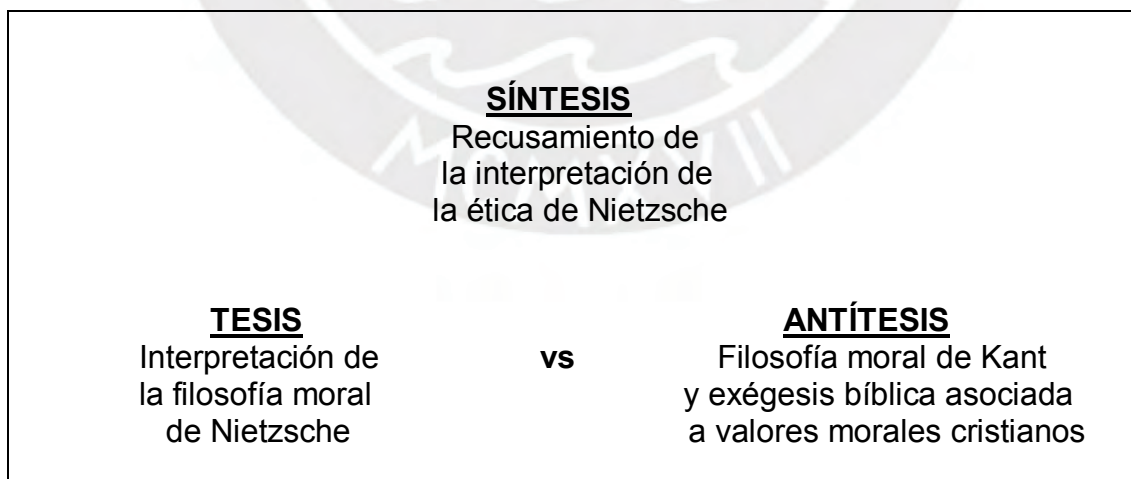 MCMXVII
SÍNTESIS
Recusamiento de
la interpretación de
la ética de Nietzsche
TESIS
Interpretación de
la filosofía moral
de Nietzsche
vs
ANTÍTESIS
Filosofía moral de Kant
y exégesis bíblica asociada
a valores morales cristianos